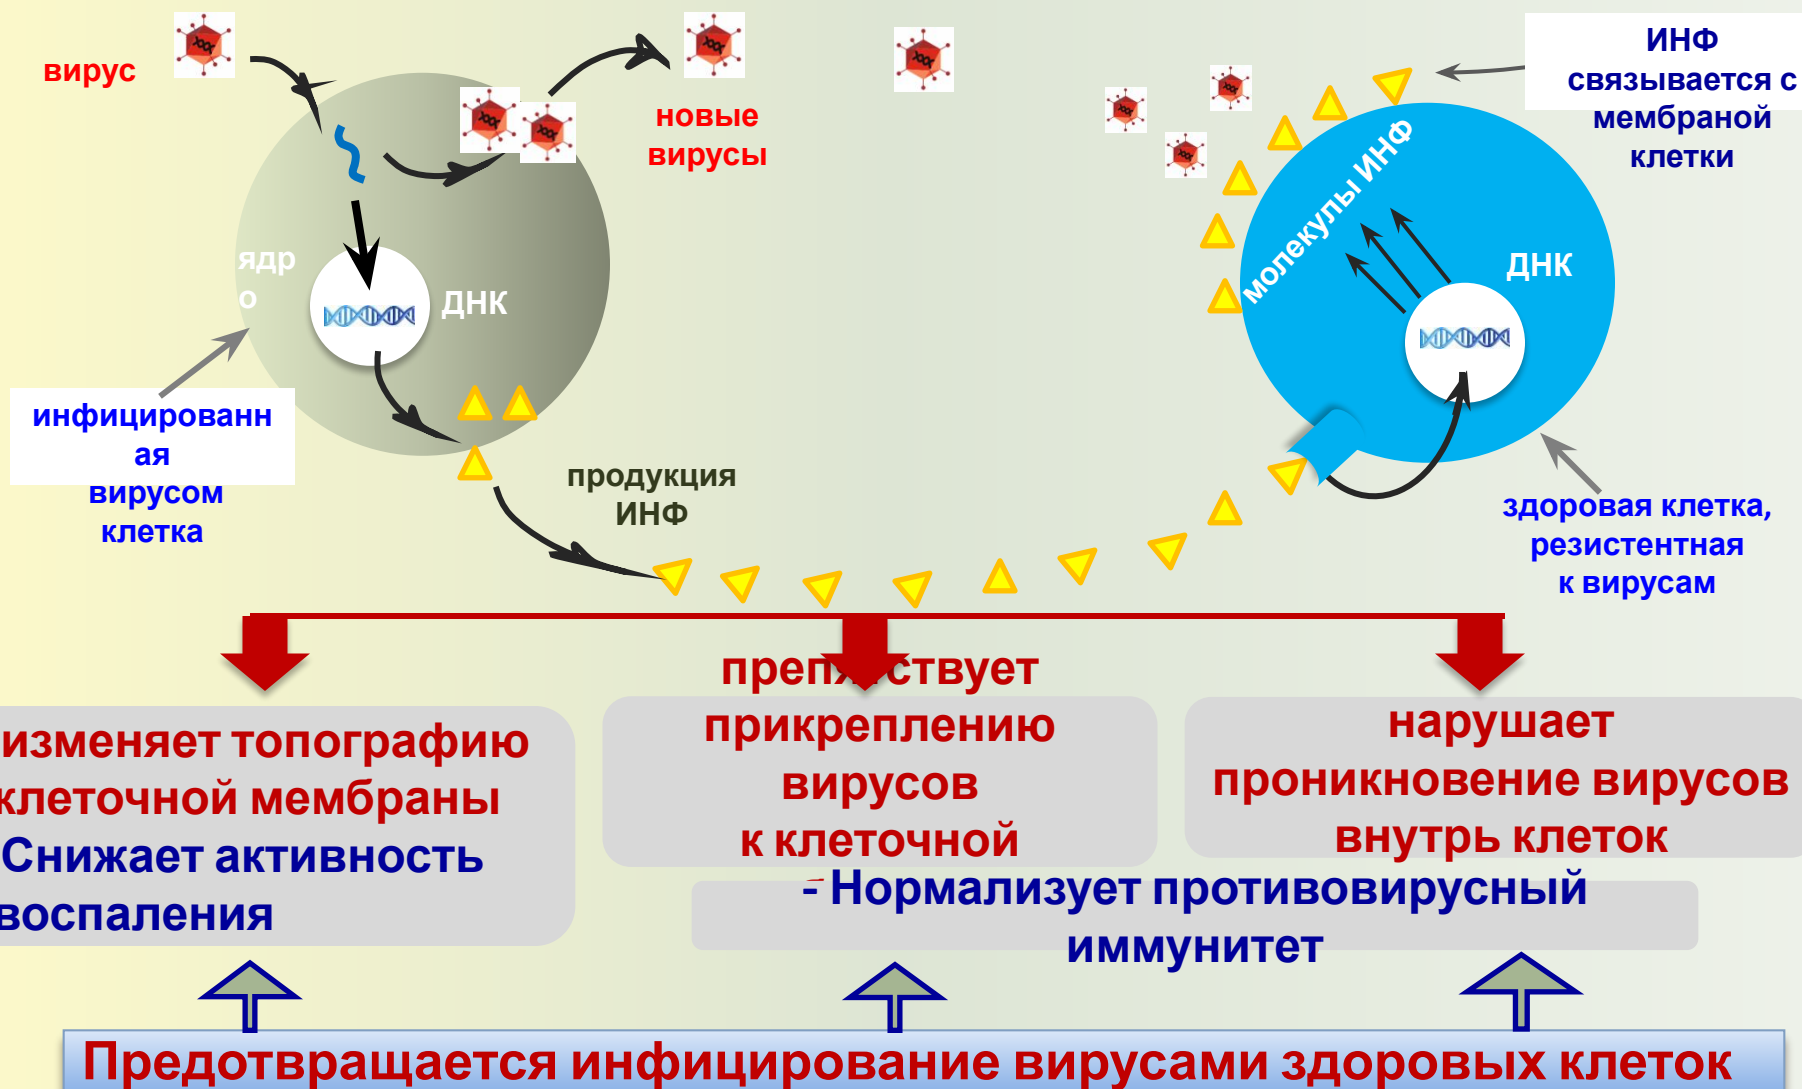 вирус
новые
вирусы
ИНФ
связывается с
мембраной
клетки
молекулы ИНФ
ядр
о
ДНК
ДНК
инфицированн
ая
вирусом
клетка
продукция
ИНФ
здоровая клетка,
резистентная
к вирусам
изменяет топографию
клеточной мембраны
Снижает активность
воспаления
препятствует
прикреплению
вирусов
к клеточной
нарушает
проникновение вирусов
внутрь клеток
- Нормализует противовирусный
иммунитет
Предотвращается инфицирование вирусами здоровых клеток